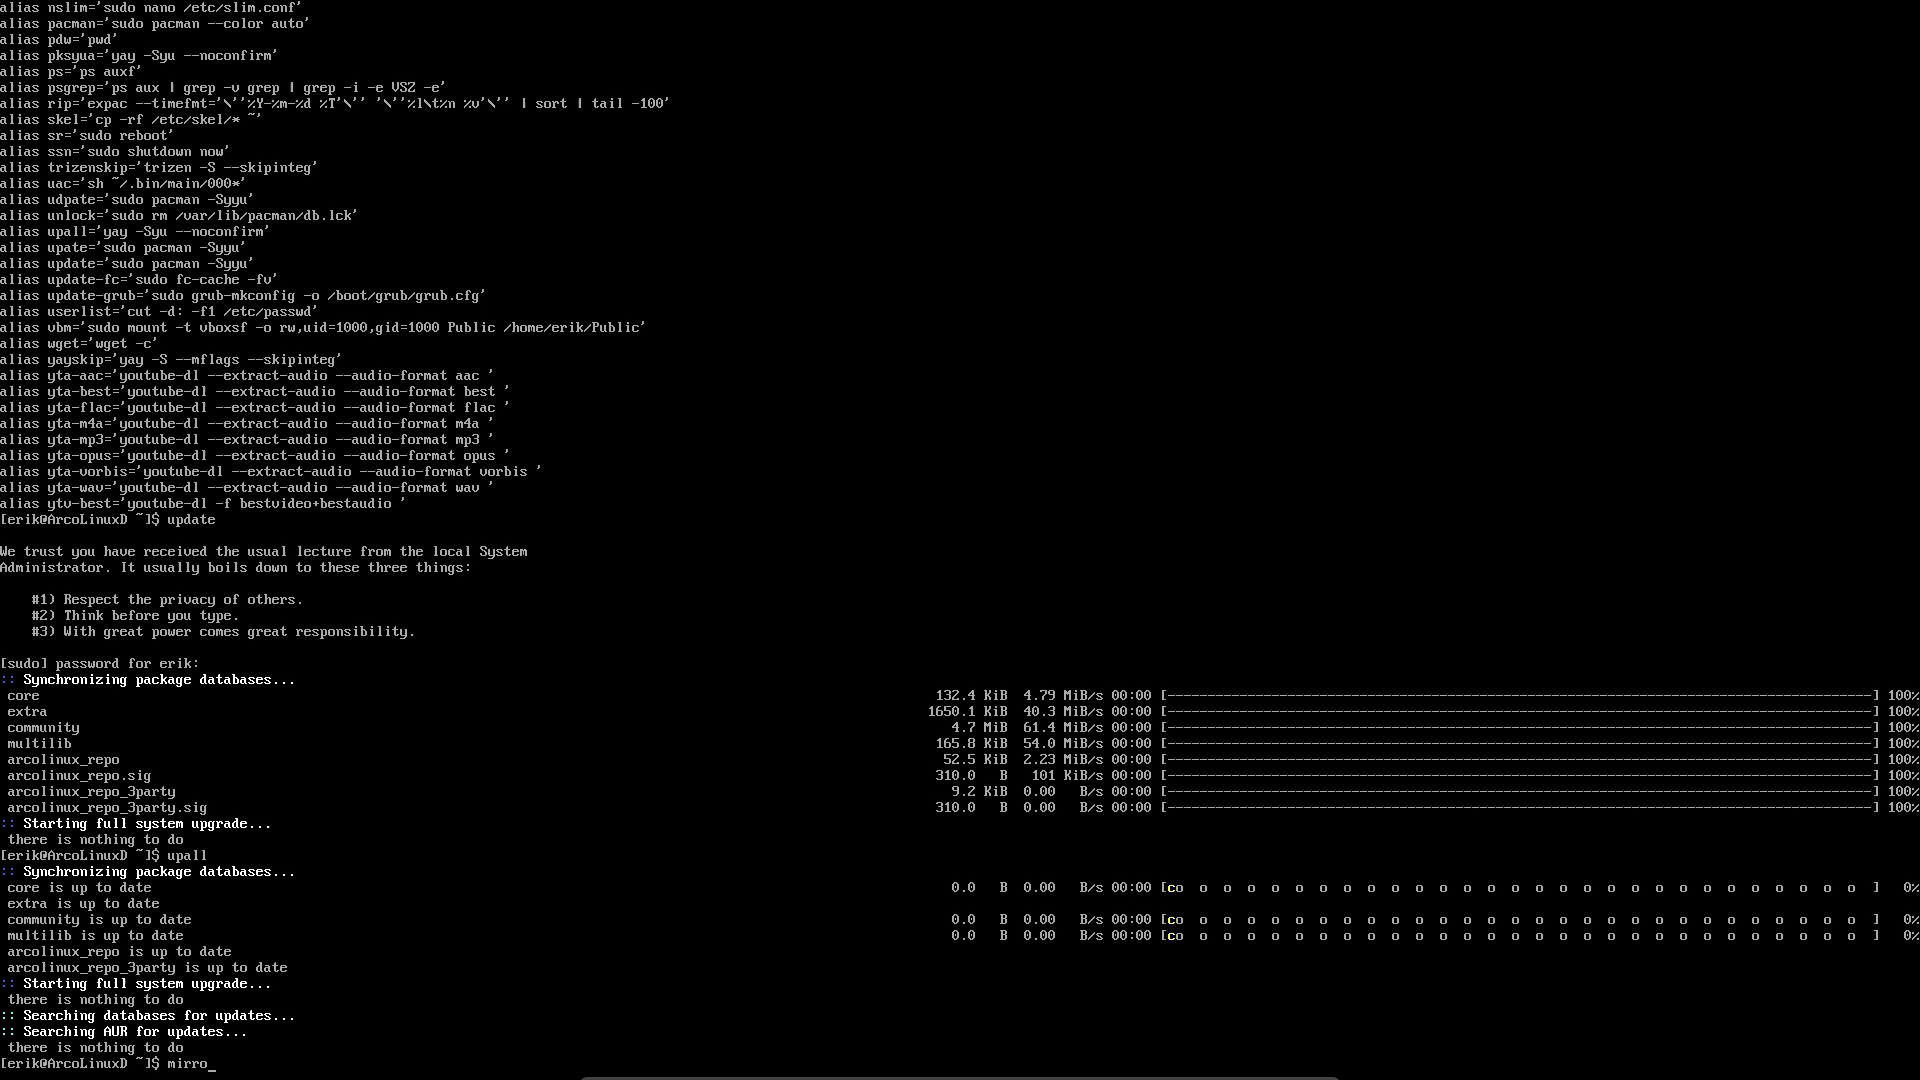 alias nslim='sudo nano /etc/slim.conf'
alias pacman='sudo pacman --color auto'
alias pdw='pwd'
alias pksyua='yay -Syu --noconfirm'
alias ps='ps auxf'
alias psgrep='ps aux | grep -v grep | grep -i -e VSZ -e'
alias rip='expac --timefmt='\''%Y-%m-%d %T'\'' '\''%l\t%n %v'\'' | sort | tail -100'
alias skel='cp -rf /etc/skel/* ~'
alias sr='sudo reboot'
alias ssn='sudo shutdown now'
alias trizenskip='trizen -S --skipinteg'
alias uac='sh ~/.bin/main/000*'
alias udpate='sudo pacman -Syyu'
alias unlock='sudo rm /var/lib/pacman/db.lck'
alias upall='yay -Syu --noconfirm'
alias upate='sudo pacman -Syyu'
alias update='sudo pacman -Syyu'
alias update-fc='sudo fc-cache -fv'
alias update-grub='sudo grub-mkconfig -o /boot/grub/grub.cfg'
alias userlist='cut -d: -f1 /etc/passwd'
alias vbm='sudo mount -t vboxsf -o rw,uid=1000,gid=1000 Public /home/erik/Public'
alias wget='wget -c'
alias yayskip='yay -S --mflags --skipinteg'
alias yta-aac='youtube-dl --extract-audio --audio-format aac '
alias yta-best='youtube-dl --extract-audio --audio-format best '
alias yta-flac='youtube-dl --extract-audio --audio-format flac '
alias yta-m4a='youtube-dl --extract-audio --audio-format m4a '
alias yta-mp3='youtube-dl --extract-audio --audio-format mp3 '
alias yta-opus='youtube-dl --extract-audio --audio-format opus '
alias yta-vorbis='youtube-dl --extract-audio --audio-format vorbis '
alias yta-wav='youtube-dl --extract-audio --audio-format wav '
alias ytv-best='youtube-dl -f bestvideo+bestaudio '
[erik@ArcoLinuxD ~]$ update
We trust you have received the usual lecture from the local System
Administrator. It usually boils down to these three things:
#1) Respect the privacy of others.
#2) Think before you type.
#3) With great power comes great responsibility.
[sudo] password for erik:
:: Synchronizing package databases...
core 132.4 KiB 4.79 MiB/s 00:00 [----------------------------------------] 100%
extra 1650.1 KiB 40.3 MiB/s 00:00 [----------------------------------------] 100%
community 4.7 MiB 61.4 MiB/s 00:00 [----------------------------------------] 100%
multilib 165.8 KiB 54.0 MiB/s 00:00 [----------------------------------------] 100%
arcolinux_repo 52.5 KiB 2.23 MiB/s 00:00 [----------------------------------------] 100%
arcolinux_repo.sig 310.0 B 101 KiB/s 00:00 [----------------------------------------] 100%
arcolinux_repo_3party 9.2 KiB 0.00 B/s 00:00 [----------------------------------------] 100%
arcolinux_repo_3party.sig 310.0 B 0.00 B/s 00:00 [----------------------------------------] 100%
:: Starting full system upgrade...
there is nothing to do
[erik@ArcoLinuxD ~]$ upall
:: Synchronizing package databases...
core is up to date 0.0 B 0.00 B/s 00:00 [co o o o o o o o o o o o o o o o o o o o o o o o o o o o o ] 0%
extra is up to date
community is up to date 0.0 B 0.00 B/s 00:00 [co o o o o o o o o o o o o o o o o o o o o o o o o o o o o ] 0%
multilib is up to date 0.0 B 0.00 B/s 00:00 [co o o o o o o o o o o o o o o o o o o o o o o o o o o o o ] 0%
arcolinux_repo is up to date
arcolinux_repo_3party is up to date
:: Starting full system upgrade...
there is nothing to do
:: Searching databases for updates...
:: Searching AUR for updates...
there is nothing to do
[erik@ArcoLinuxD ~]$ mirro_